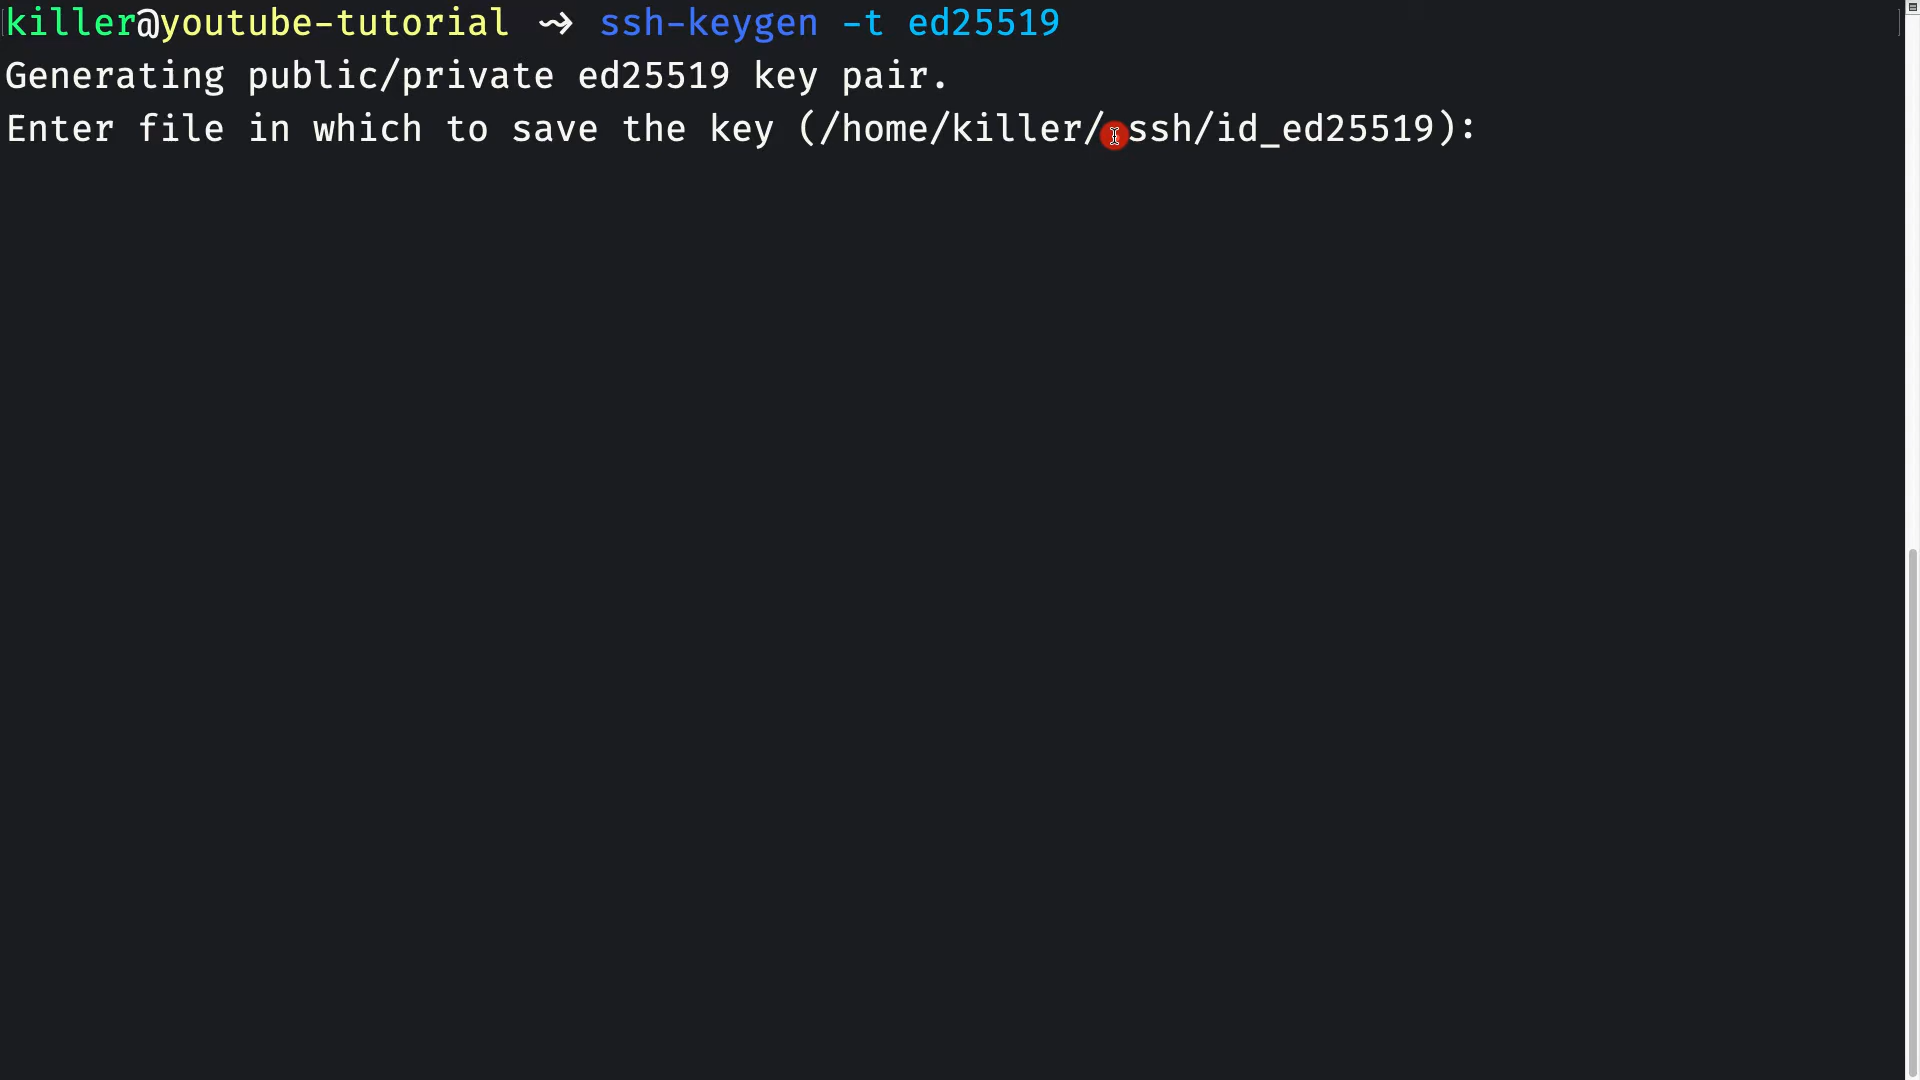 killer@youtube-tutorial ⤳ ssh-keygen -t ed25519
Generating public/private ed25519 key pair.
Enter file in which to save the key (/home/killer/ ssh/id_ed25519):